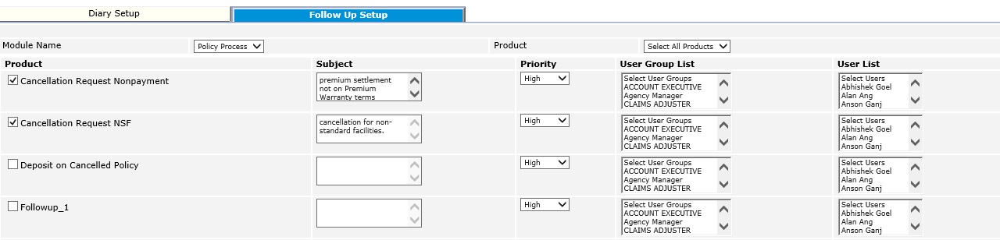 Diary Setup Follow Up Setup
Module Name Policy Process Product Select All Products
Product Subject Priority User Group List User List
Cancellation Request Nonpayment
premium settlement
not on Premium
Warranty terms
High
Select User Groups
ACCOUNT EXECUTIVE
Agency Manager
CLAIMS ADJUSTER
Select Users
Abhishek Goel
Alan Ang
Anson Ganj
Cancellation Request NSF
cancellation for non-
standard facilities.
High
Select User Groups
ACCOUNT EXECUTIVE
Agency Manager
CLAIMS ADJUSTER
Select Users
Abhishek Goel
Alan Ang
Anson Ganj
Deposit on Cancelled Policy
High
Select User Groups
ACCOUNT EXECUTIVE
Agency Manager
CLAIMS ADJUSTER
Select Users
Abhishek Goel
Alan Ang
Anson Ganj
Followup_1
High
Select User Groups
ACCOUNT EXECUTIVE
Agency Manager
CLAIMS ADJUSTER
Select Users
Abhishek Goel
Alan Ang
Anson Ganj